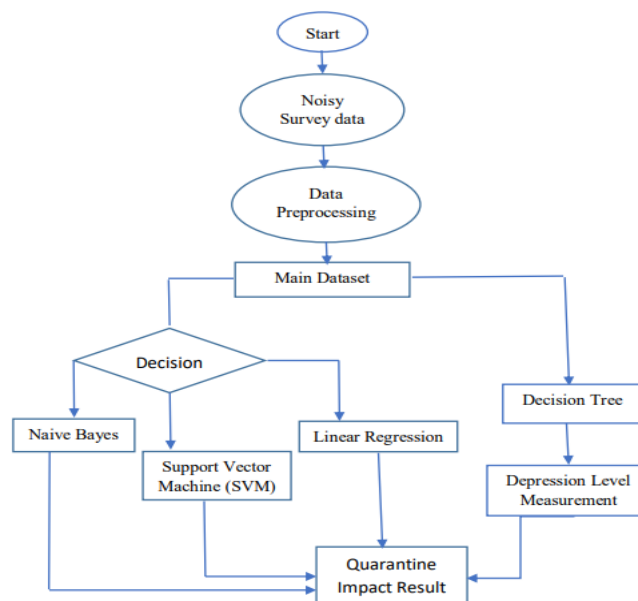 Start
Noisy
Survey data
Data
Preprocessing
Main Dataset
Decision
Naive Bayes
Support Vector
Machine (SVM)
Linear Regression
Decision Tree
Depression Level
Measurement
Quarantine
Impact Result